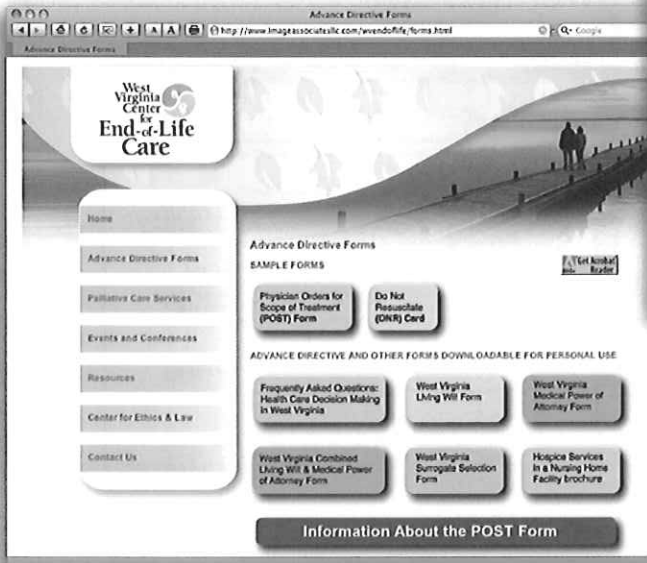 Advance Directive Forms
http://www.imageassociatesllc.com/wvendoflife/forms.html
Google
Advance Directive Forms
West
Virginia
Center
for
End-of-Life
Care
Home
Advance Directive Forms
Palliative Care Services
Events and Conferences
Resources
Center for Ethics & Law
Contact Us
Advance Directive Forms
SAMPLE FORMS
Get Acrobat
Reader
Adobe
Physician Orders for
Scope of Treatment
(POST) Form
Do Not
Resuscitate
(DNR) Card
ADVANCE DIRECTIVE AND OTHER FORMS DOWNLOADABLE FOR PERSONAL USE
Frequently Asked Questions:
Health Care Decision Making
in West Virginia
West Virginia
Living Will Form
West Virginia
Medical Power of
Attorney Form
West Virginia Combined
Living Will & Medical Power
of Attorney Form
West Virginia
Surrogate Selection
Form
Hospice Services
in a Nursing Home
Facility brochure
Information About the POST Form